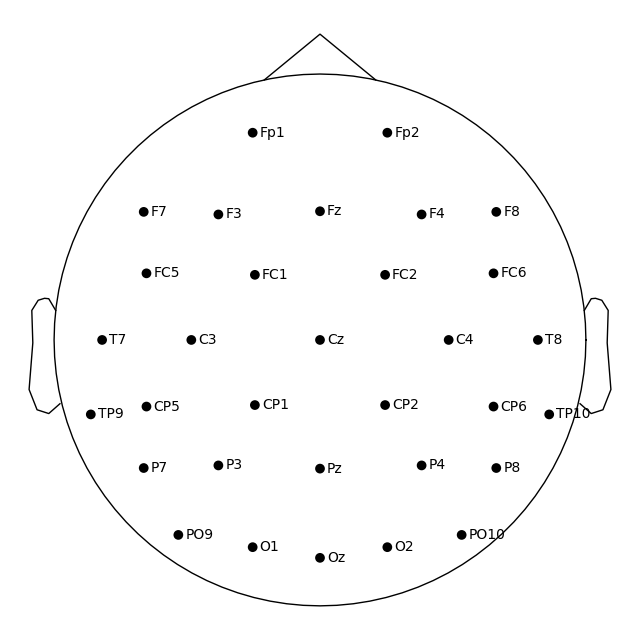 Fp1 Fp2
F7 F3 Fz F4 F8
FC5 FC1 FC2 FC6
T7 C3 Cz C4 T8
TP9 CP5 CP1 CP2 CP6 TP10
P7 P3 Pz P4 P8
PO9 O1 Oz O2 PO10